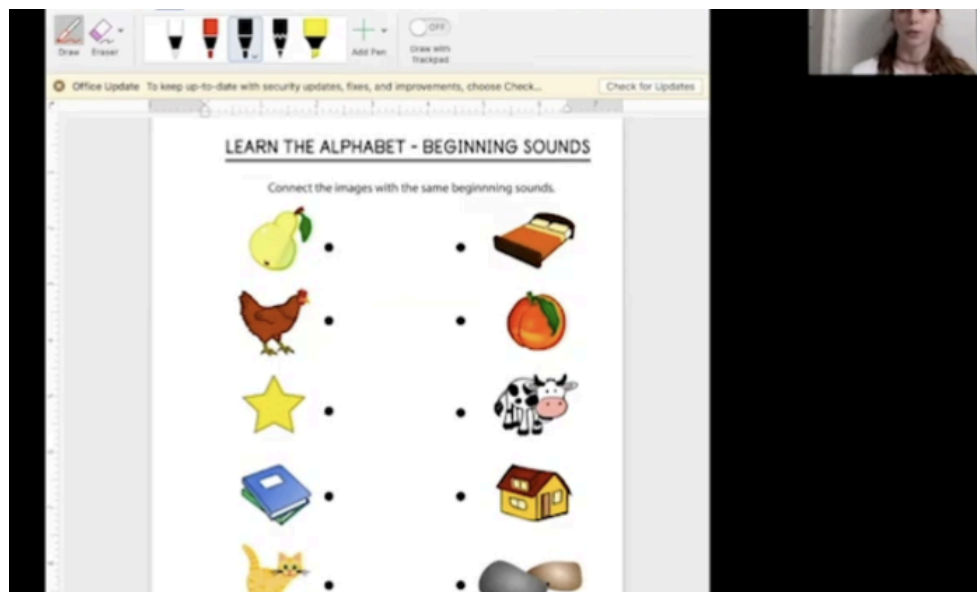 OFF
Draw Eraser Add Pen Draw with
Trackpad
Office Update To keep up-to-date with security updates, fixes, and improvements, choose Check... Check for Updates
LEARN THE ALPHABET - BEGINNING SOUNDS
Connect the images with the same beginnning sounds.